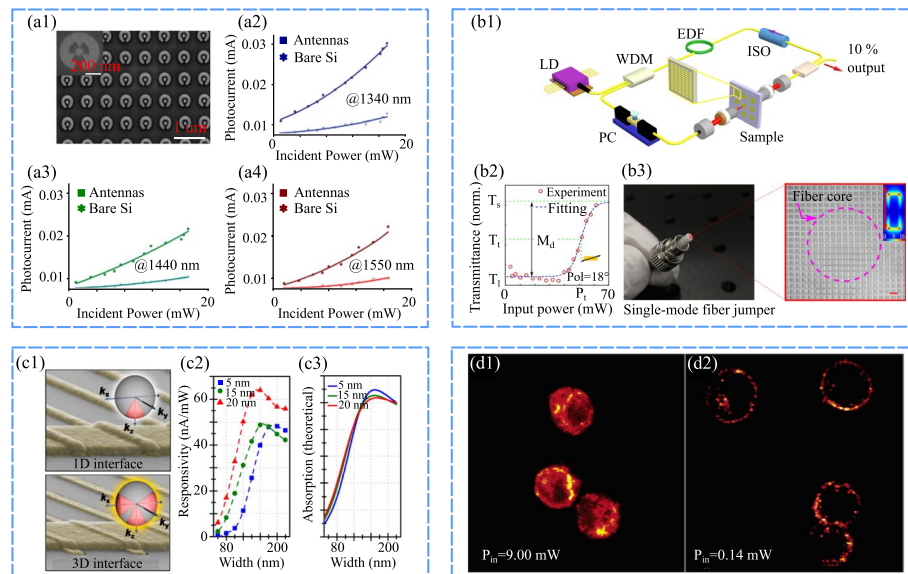 (a1)
200 nm
1 um
(a2)
Photocurrent (mA)
0.03
0.02
0.01
Antennas
Bare Si
@1340 nm
0
20
Incident Power (mW)
(a3)
Photocurrent (mA)
0.03
0.02
0.01
Antennas
Bare Si
@1440 nm
0
20
Incident Power (mW)
(a4)
Photocurrent (mA)
0.03
0.02
0.01
Antennas
Bare Si
@1550 nm
0
20
Incident Power (mW)
(b1)
LD
WDM
EDF
ISO
10 %
output
PC
Sample
(b2)
Transmittance (norm.)
Ts
Tt
Tl
Experiment
Fitting
Md
Pol=18°
0
Pt
70
Input power (mW)
(b3)
Single-mode fiber jumper
Fiber core
(c1)
kx
ky
kz
1D interface
kx
ky
kz
3D interface
(c2)
Responsivity (nA/mW)
60
40
20
0
5 nm
15 nm
20 nm
80
200
Width (nm)
(c3)
Absorption (theoretical)
5 nm
15 nm
20 nm
80
200
Width (nm)
(d1)
Pin=9.00 mW
(d2)
Pin=0.14 mW